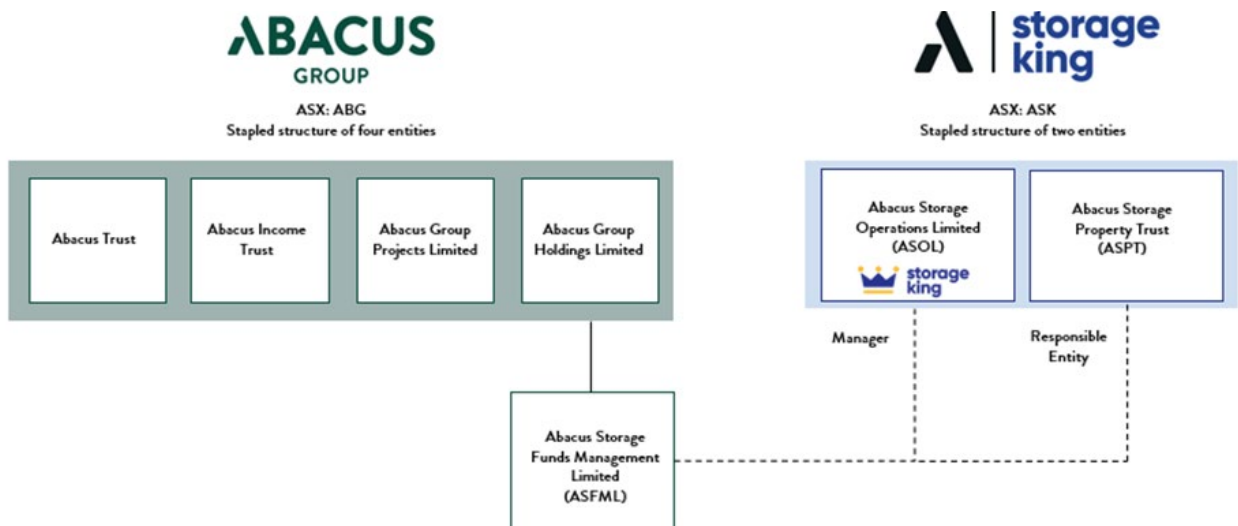 ABACUS
GROUP
ASX: ABG
Stapled structure of four entities
storage
king
ASX: ASK
Stapled structure of two entities
Abacus Trust
Abacus Income
Trust
Abacus Group
Projects Limited
Abacus Group
Holdings Limited
Abacus Storage
Operations Limited
(ASOL)
storage
king
Abacus Storage
Property Trust
(ASPT)
Manager
Responsible
Entity
Abacus Storage
Funds Management
Limited
(ASFML)